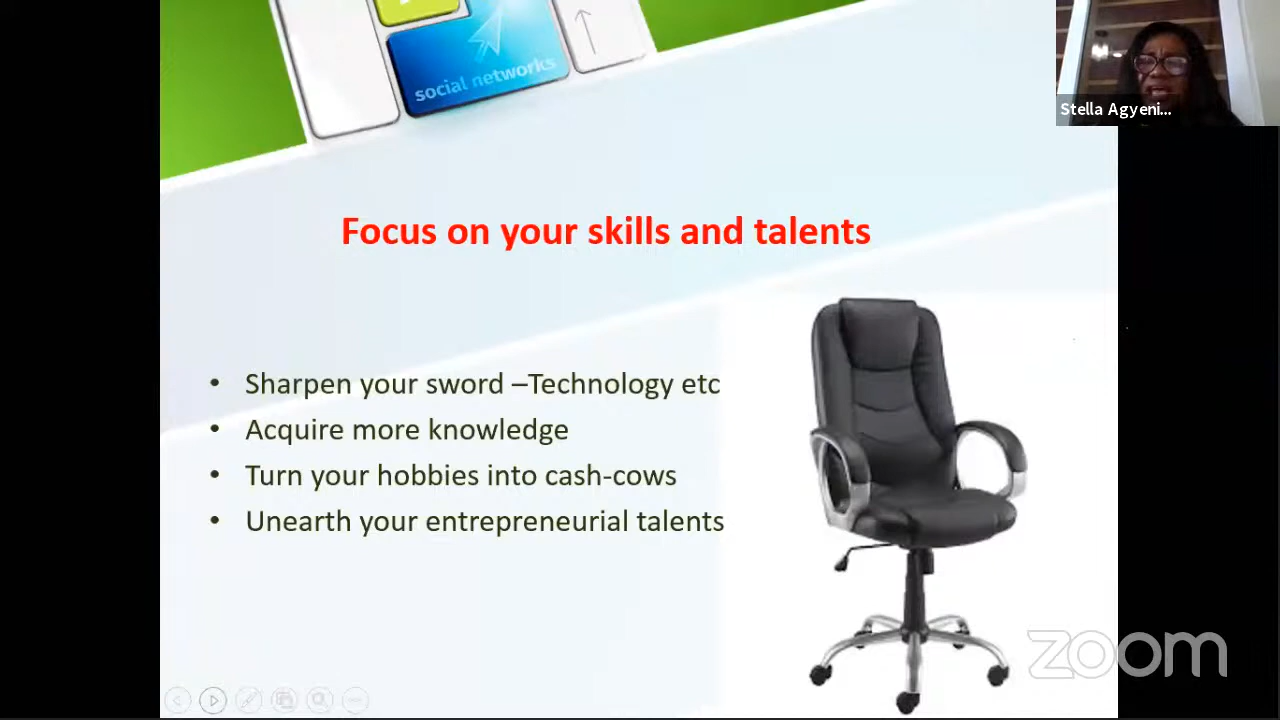 social networks
Stella Agyeni...
Focus on your skills and talents
• Sharpen your sword –Technology etc
• Acquire more knowledge
• Turn your hobbies into cash-cows
• Unearth your entrepreneurial talents
zoom